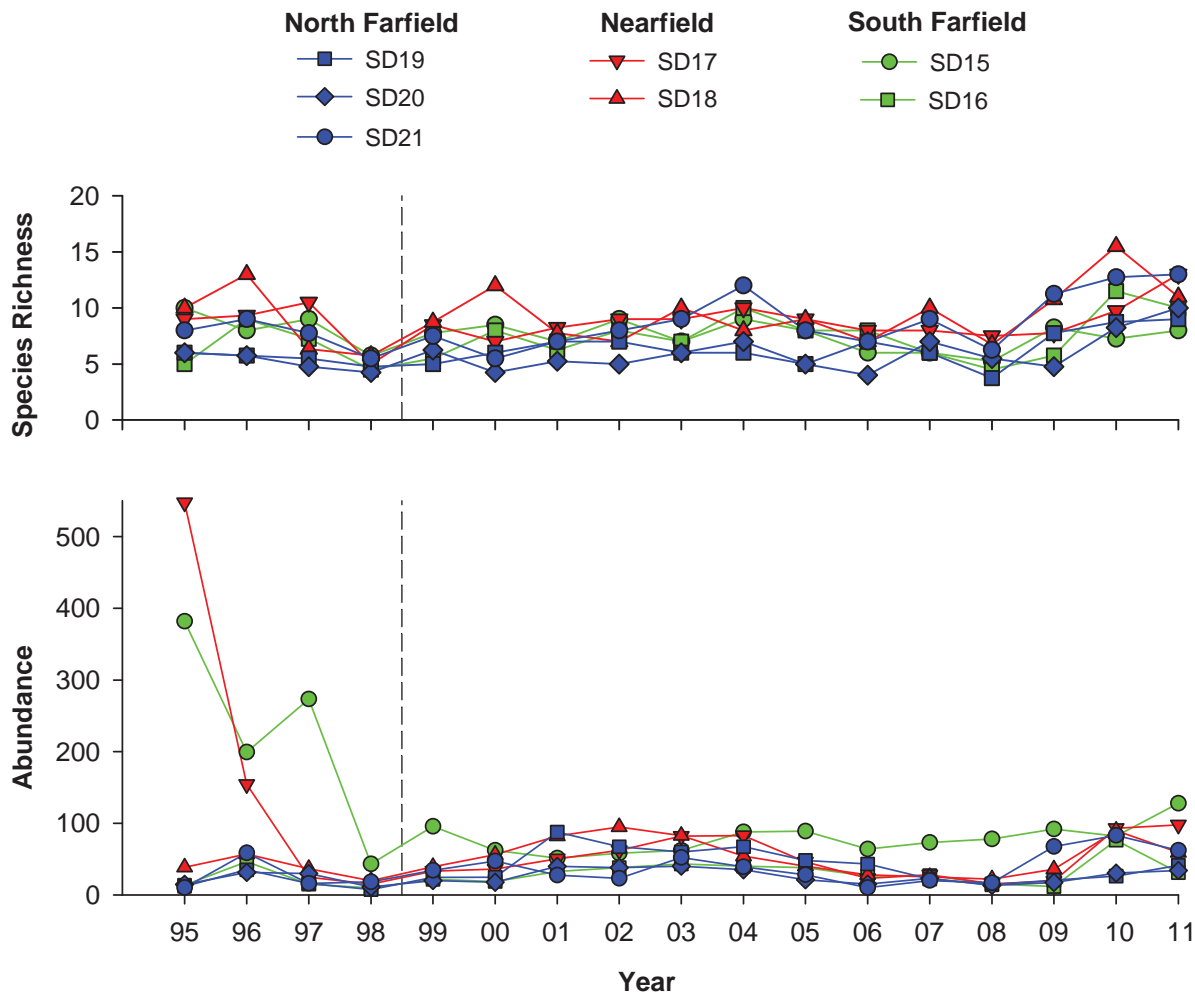 North Farfield Nearfield South Farfield
SD19 SD17 SD15
SD20 SD18 SD16
SD21
Species Richness
20
15
10
5
0
Abundance
500
400
300
200
100
0
95 96 97 98 99 00 01 02 03 04 05 06 07 08 09 10 11
Year